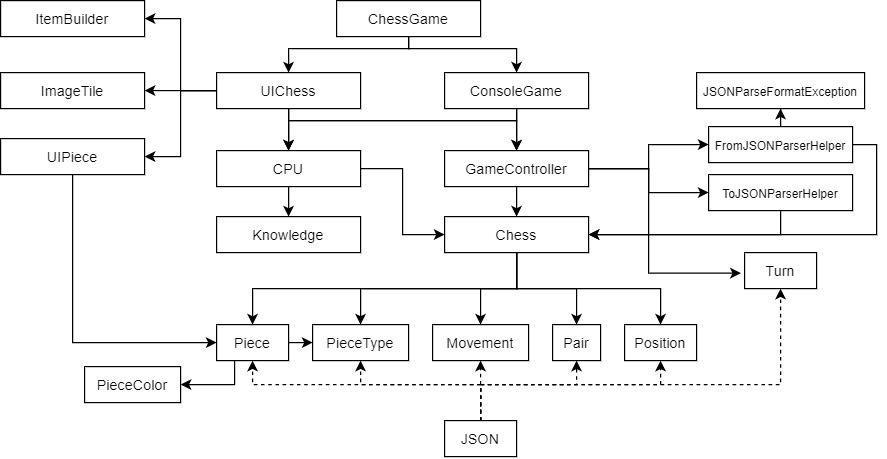 ItemBuilder
ChessGame
ImageTile
UIChess
ConsoleGame
JSONParseFormatException
UIPiece
CPU
GameController
FromJSONParserHelper
ToJSONParserHelper
Knowledge
Chess
Turn
Piece
PieceType
Movement
Pair
Position
PieceColor
JSON